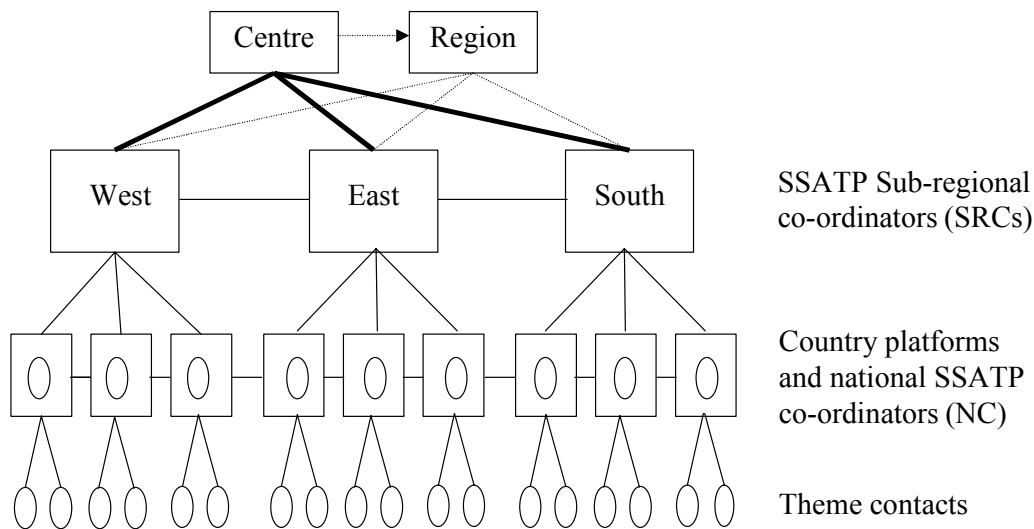 Centre
Region
West
East
South
SSATP Sub-regional
co-ordinators (SRCs)
Country platforms
and national SSATP
co-ordinators (NC)
Theme contacts